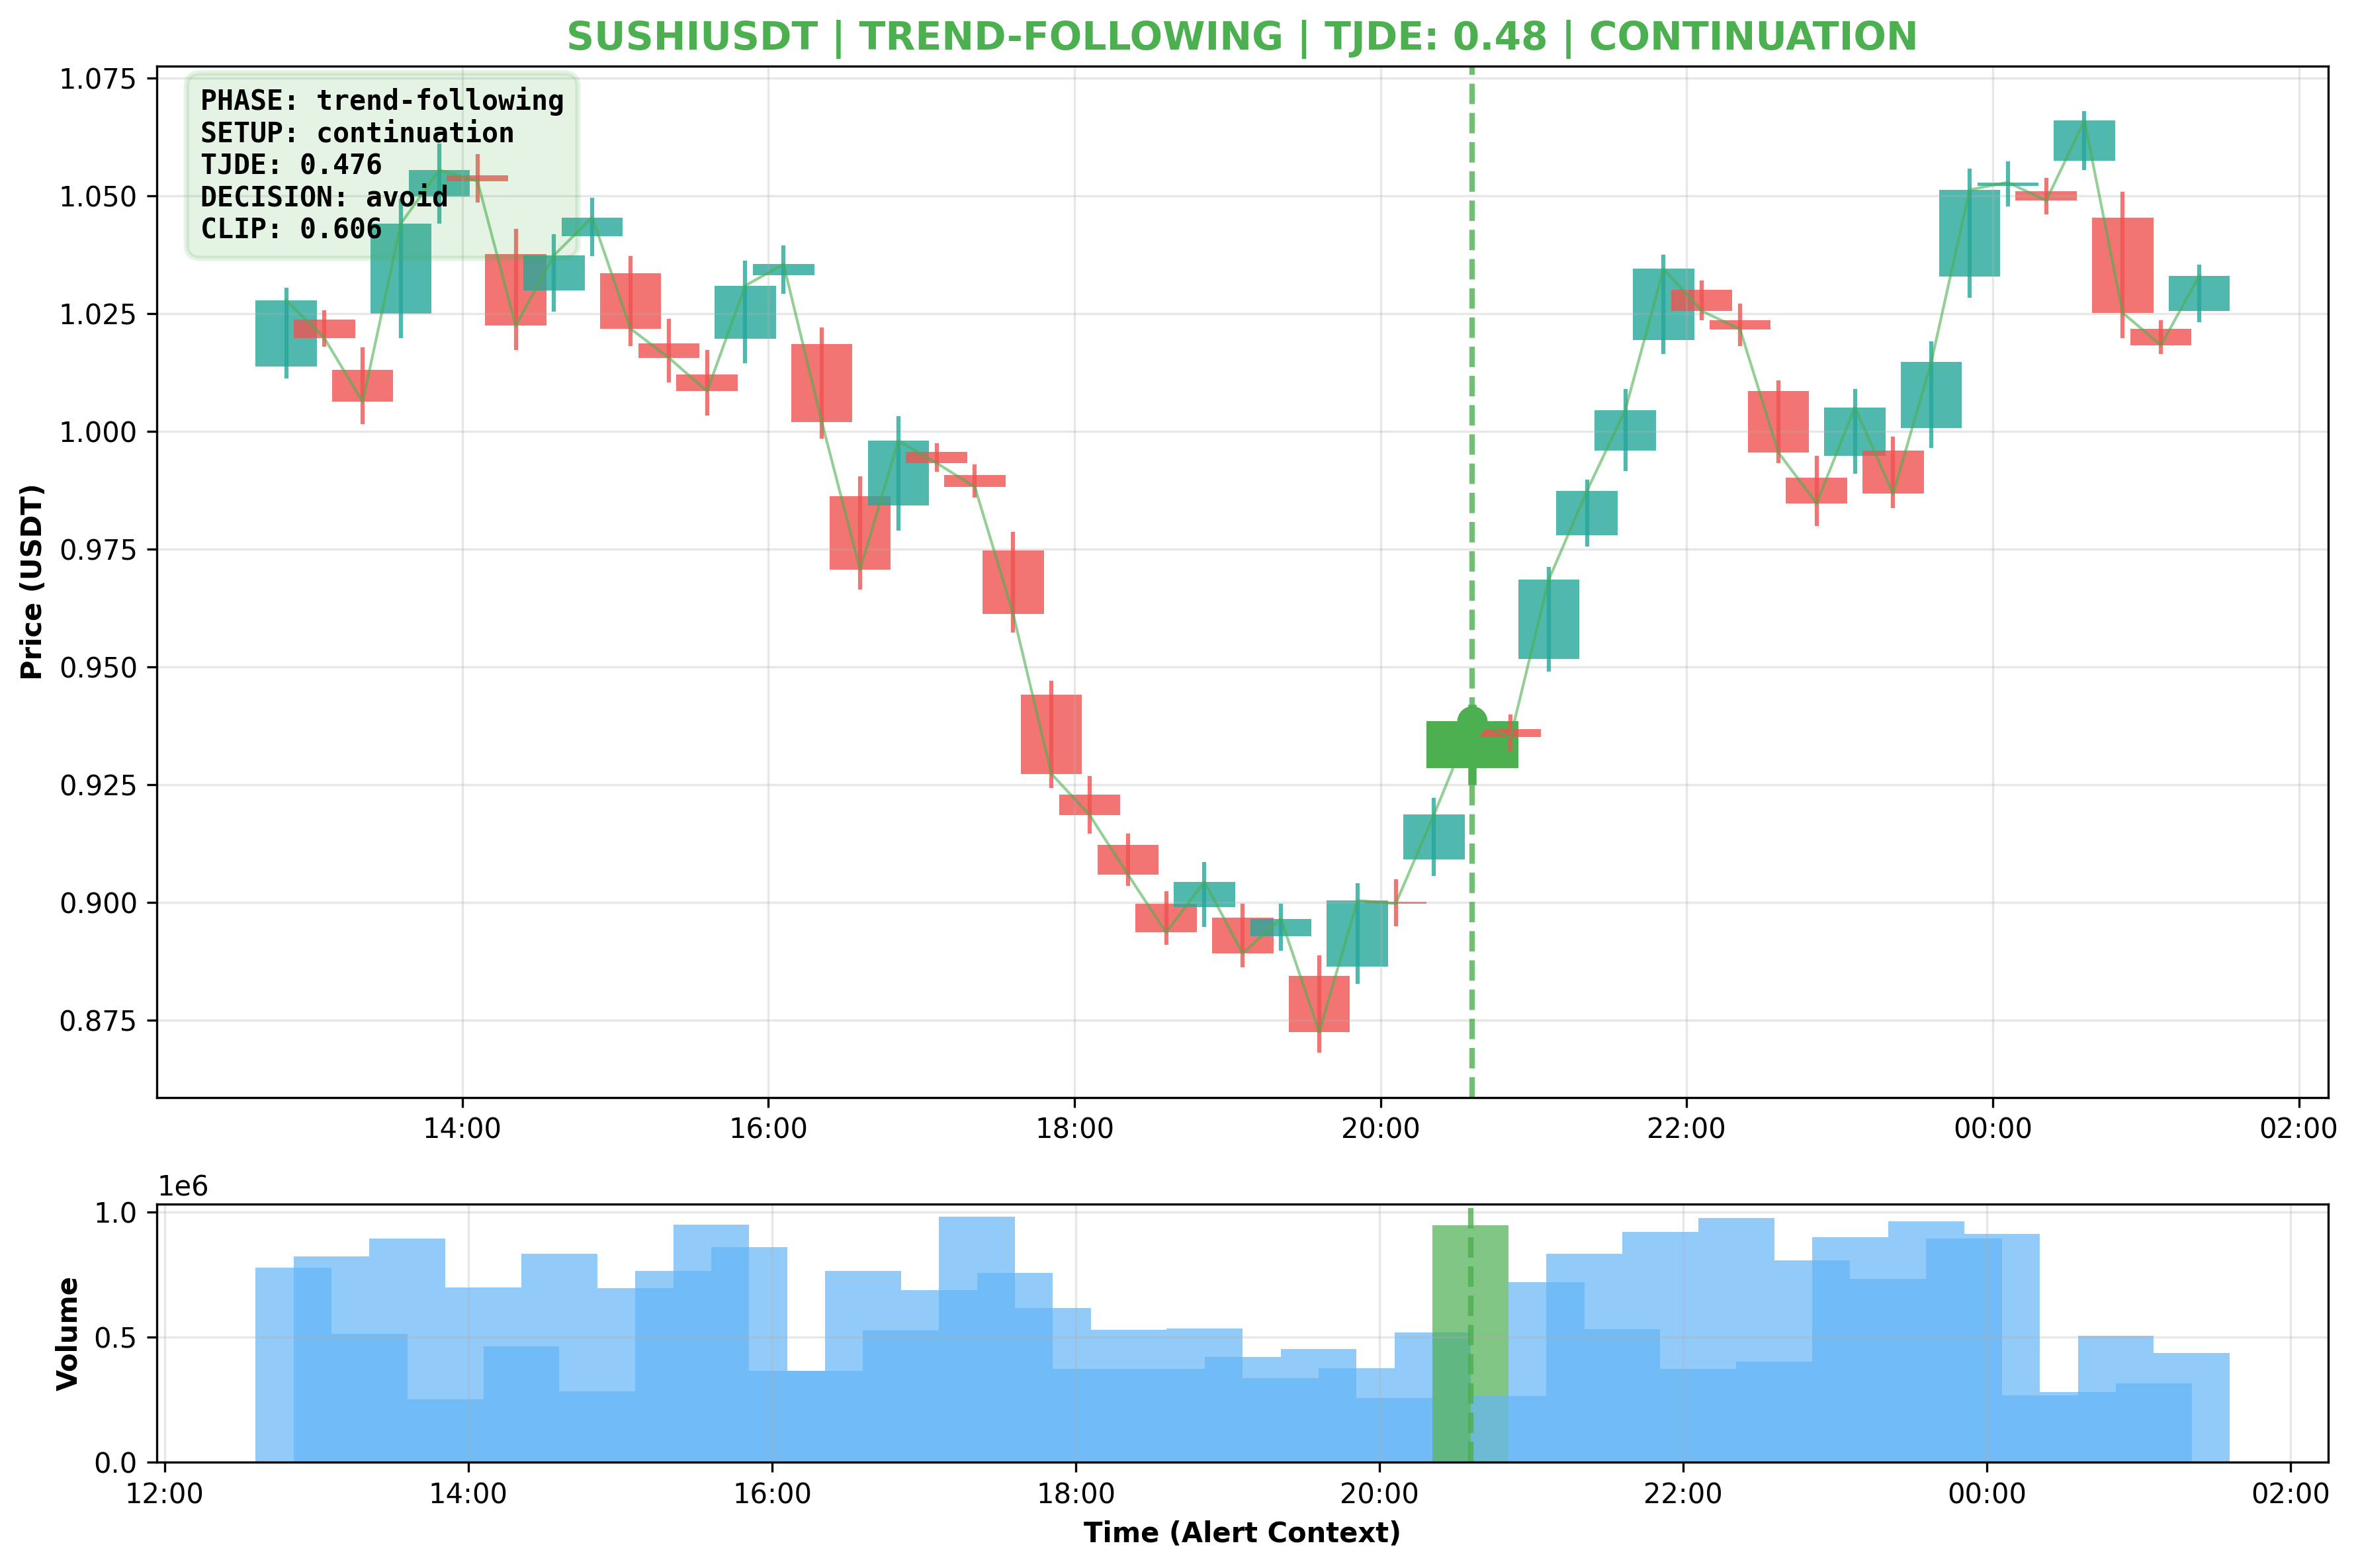 SUSHIUSDT | TREND-FOLLOWING | TJDE: 0.48 | CONTINUATION
PHASE: trend-following
SETUP: continuation
TJDE: 0.476
DECISION: avoid
CLIP: 0.606
Price (USDT)
1.075
1.050
1.025
1.000
0.975
0.950
0.925
0.900
0.875
14:00 16:00 18:00 20:00 22:00 00:00 02:00
1e6
Volume
1.0
0.5
0.0
12:00 14:00 16:00 18:00 20:00 22:00 00:00 02:00
Time (Alert Context)